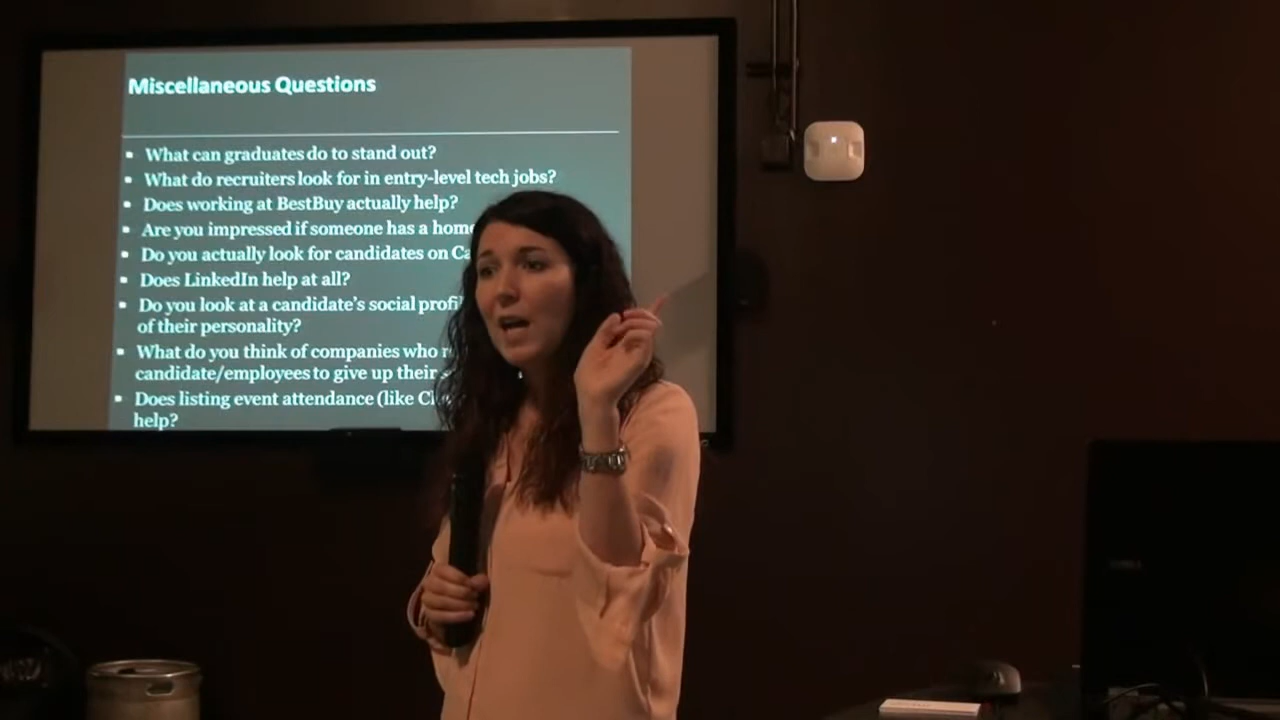 Miscellaneous Questions
What can graduates do to stand out?
What do recruiters look for in entry-level tech jobs?
Does working at BestBuy actually help?
Are you impressed if someone has a
Do you actually look for candidates on
Does LinkedIn help at all?
Do you look at a candidate's social
of their personality?
What do you think of companies who
candidate/employees to give up their
Does listing event attendance (like
help?